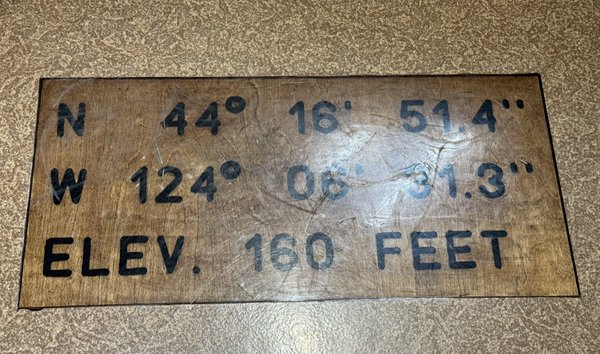 N 44° 16' 51.4"
W 124° 06' 31.3"
ELEV. 160 FEET